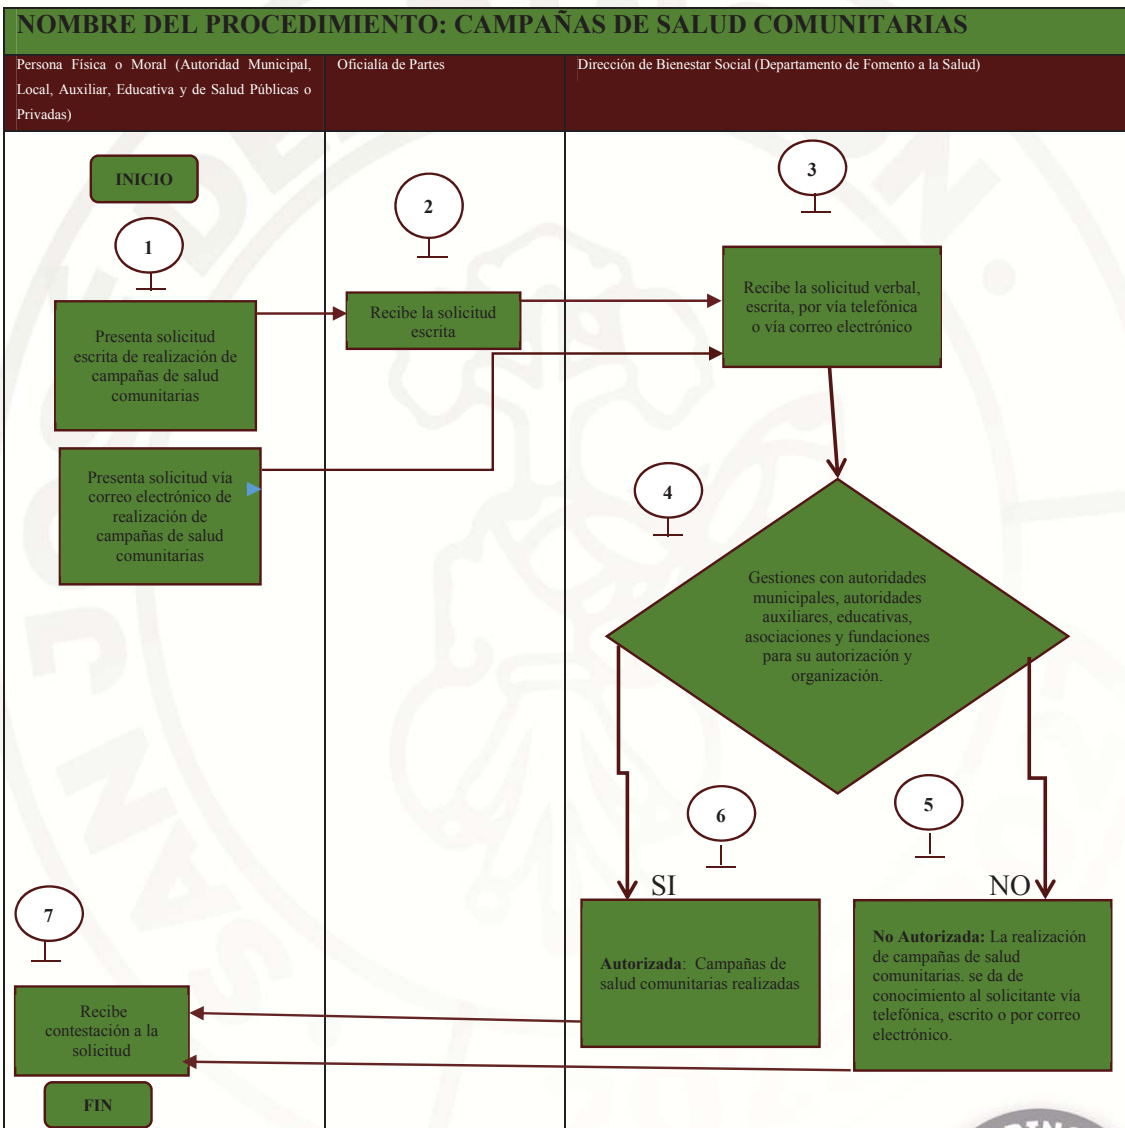 NOMBRE DEL PROCEDIMIENTO: CAMPAÑAS DE SALUD COMUNITARIAS
Persona Física o Moral (Autoridad Municipal,
Local, Auxiliar, Educativa y de Salud Públicas o
Privadas)
Oficialía de Partes
Dirección de Bienestar Social (Departamento de Fomento a la Salud)
INICIO
1
Presenta solicitud
escrita de realización de
campañas de salud
comunitarias
Presenta solicitud vía
correo electrónico de
realización de
campañas de salud
comunitarias
2
Recibe la solicitud
escrita
3
Recibe la solicitud verbal,
escrita, por vía telefónica
o vía correo electrónico
4
Gestiones con autoridades
municipales, autoridades
auxiliares, educativas,
asociaciones y fundaciones
para su autorización y
organización.
6
SI
Autorizada: Campañas de
salud comunitarias realizadas
5
NO
No Autorizada: La realización
de campañas de salud
comunitarias. se da de
conocimiento al solicitante vía
telefónica, escrito o por correo
electrónico.
7
Recibe
contestación a la
solicitud
FIN